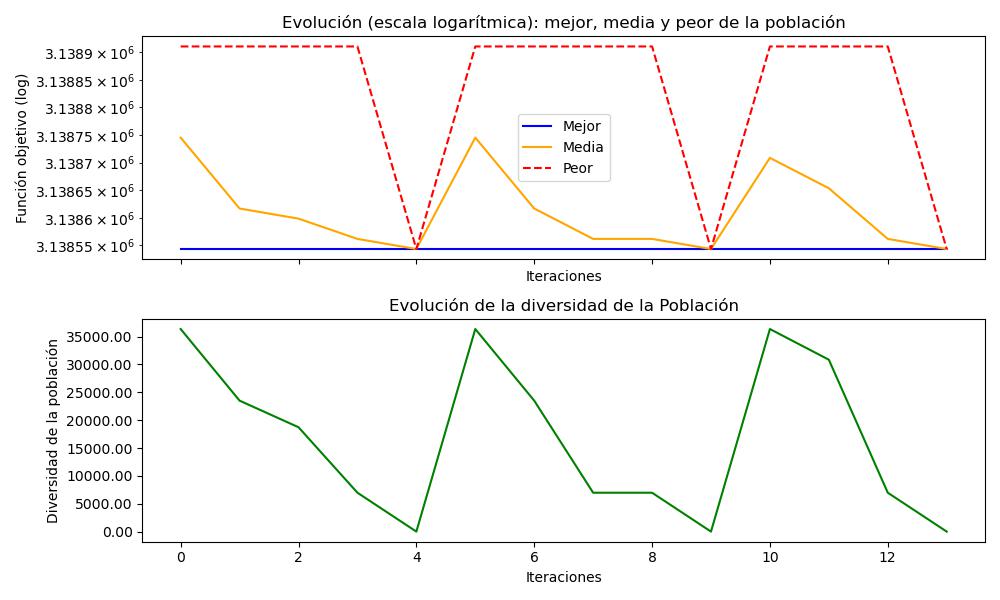 Evolución (escala logarítmica): mejor, media y peor de la población
Función objetivo (log)
3.1389 × 10⁶
3.13885 × 10⁶
3.1388 × 10⁶
3.13875 × 10⁶
3.1387 × 10⁶
3.13865 × 10⁶
3.1386 × 10⁶
3.13855 × 10⁶
Mejor
Media
Peor
Iteraciones
Evolución de la diversidad de la Población
Diversidad de la población
35000.00
30000.00
25000.00
20000.00
15000.00
10000.00
5000.00
0.00
0 2 4 6 8 10 12
Iteraciones